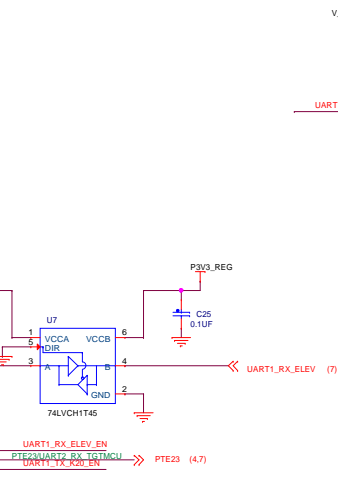 V_
UART
P3V3_REG
U7
C25
0.1UF
1
5
3
6
4
2
VCCA
VCCB
DIR
A
B
GND
74LVCH1T45
UART1_RX_ELEV (7)
UART1_RX_ELEV_EN
PTE23/UART2_RX_TGTMCU
UART1_TX_K20_EN
PTE23 (4,7)